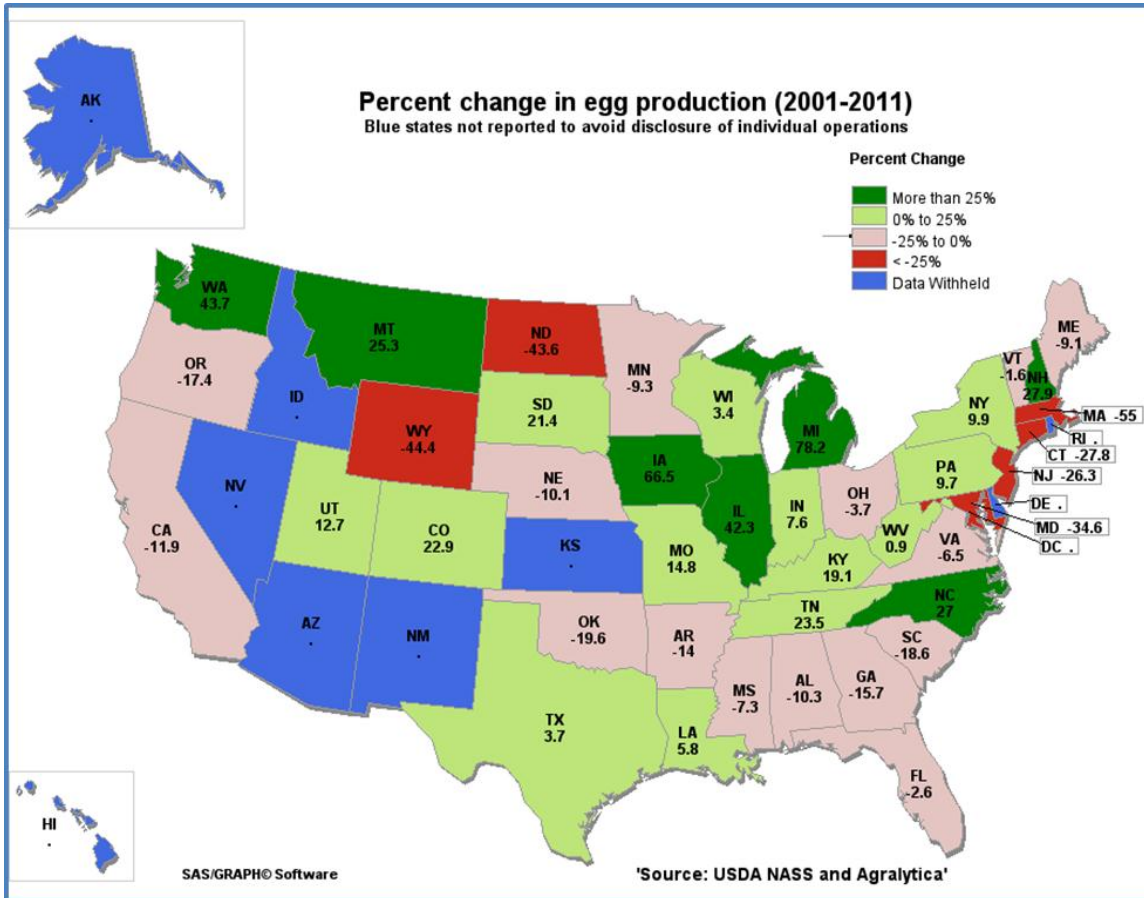 AK
.
Percent change in egg production (2001-2011)
Blue states not reported to avoid disclosure of individual operations
Percent Change
More than 25%
0% to 25%
-25% to 0%
< -25%
Data Withheld
WA
43.7
MT
25.3
ND
-43.6
MN
-9.3
ME
-9.1
VT
-1.6
NH
27.9
OR
-17.4
ID
.
SD
21.4
WI
3.4
MI
78.2
NY
9.9
MA -55
RI .
CT -27.8
NJ -26.3
DE .
MD -34.6
DC .
WY
-44.4
IA
66.5
PA
9.7
NE
-10.1
NV
.
UT
12.7
CO
22.9
CA
-11.9
KS
.
MO
14.8
IL
42.3
IN
7.6
OH
-3.7
WV
0.9
VA
-6.5
KY
19.1
TN
23.5
NC
27
AZ
.
NM
.
OK
-19.6
AR
-14
SC
-18.6
MS
-7.3
AL
-10.3
GA
-15.7
TX
3.7
LA
5.8
FL
-2.6
HI
.
SAS/GRAPH© Software
'Source: USDA NASS and Agralytica'